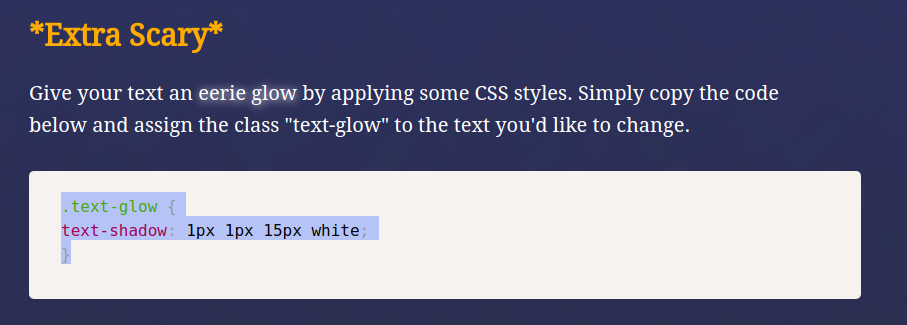 *Extra Scary*
Give your text an eerie glow by applying some CSS styles. Simply copy the code
below and assign the class "text-glow" to the text you'd like to change.
.text-glow {
text-shadow: 1px 1px 15px white;
}